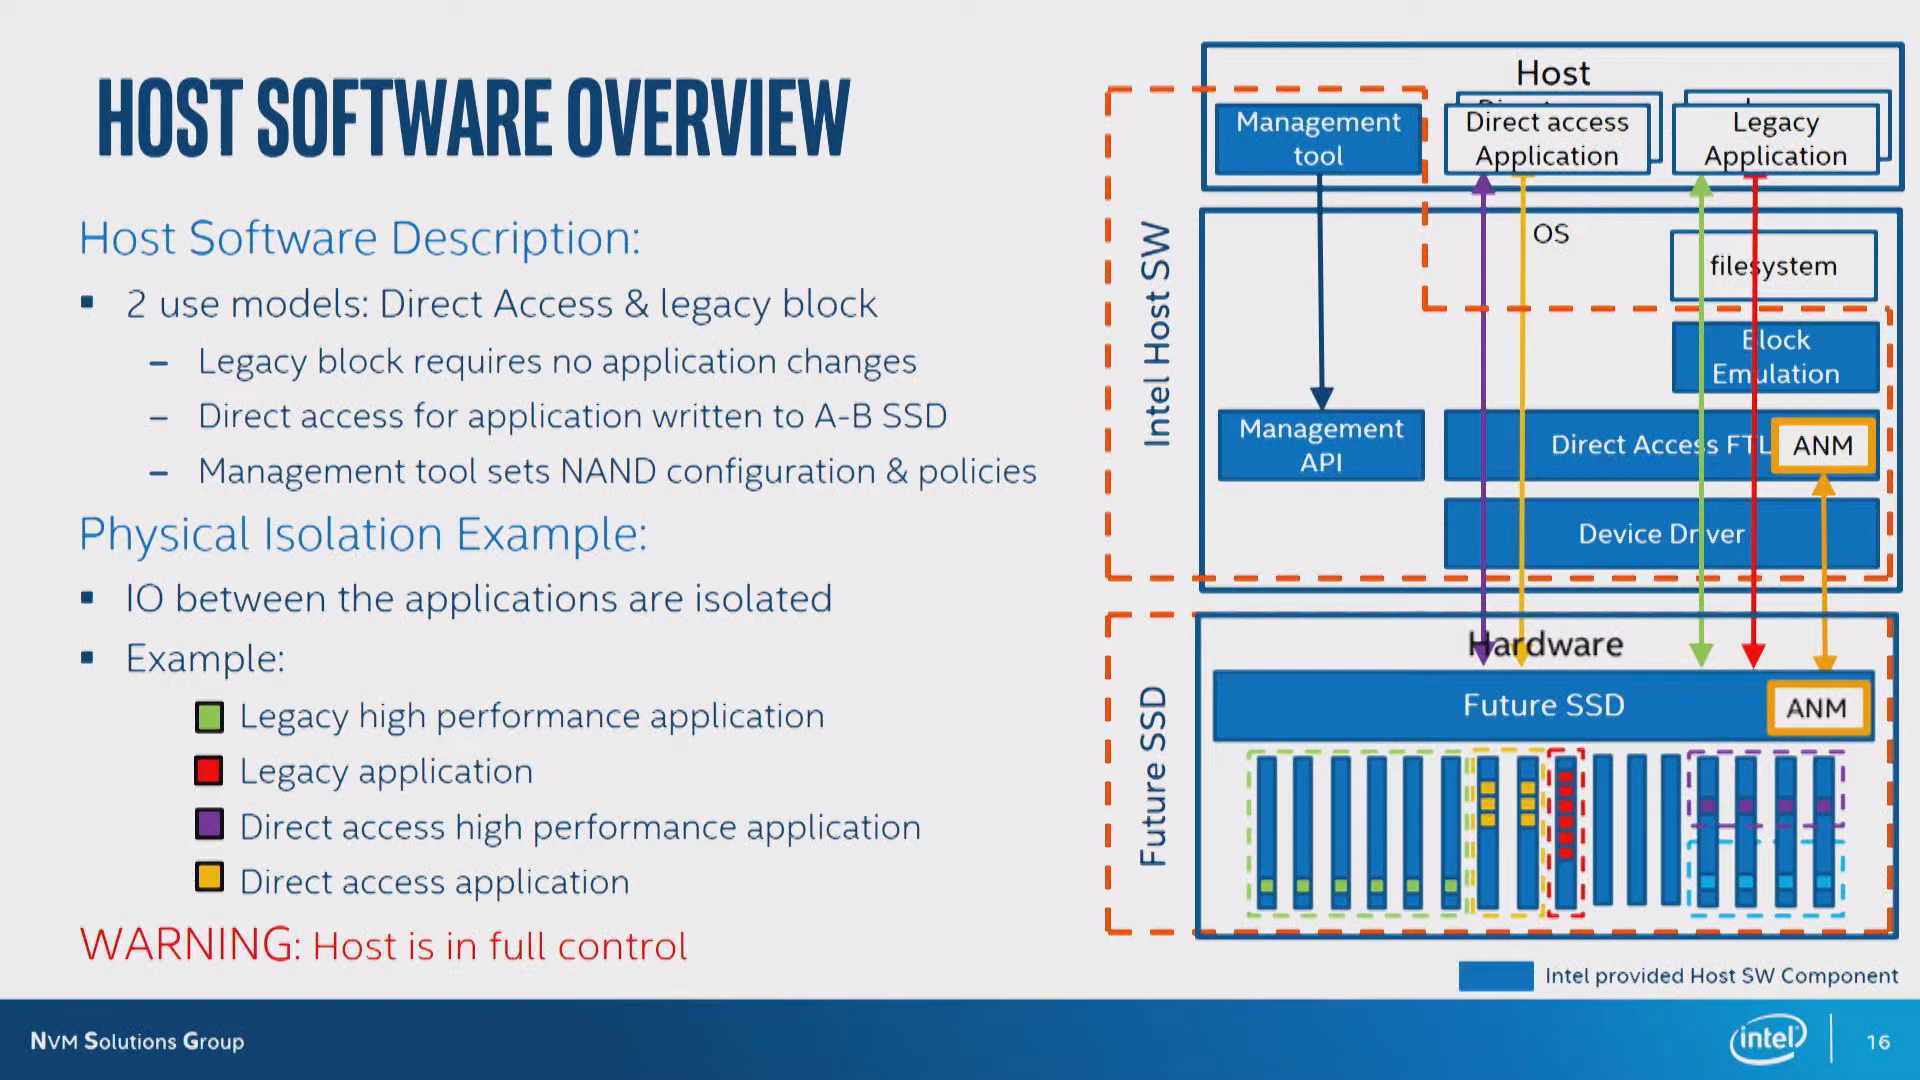 HOST SOFTWARE OVERVIEW
Host Software Description:
▪ 2 use models: Direct Access & legacy block
– Legacy block requires no application changes
– Direct access for application written to A-B SSD
– Management tool sets NAND configuration & policies
Physical Isolation Example:
▪ IO between the applications are isolated
▪ Example:
Legacy high performance application
Legacy application
Direct access high performance application
Direct access application
WARNING: Host is in full control
Host
Management
tool
Direct access
Application
Legacy
Application
Intel Host SW
OS
filesystem
Block
Emulation
Management
API
Direct Access FTL
ANM
Device Driver
Future SSD
Hardware
Future SSD
ANM
Intel provided Host SW Component
NVM Solutions Group
intel
16